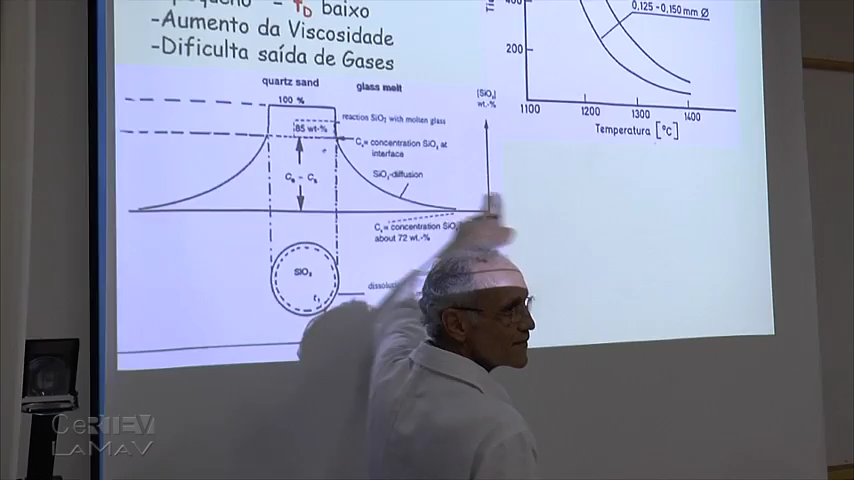 baixo
-Aumento da Viscosidade
-Dificulta saída de Gases
quartz sand
glass melt
100 %
reaction SiO₂ with molten glass
85 wt-%
Cₛ= concentration SiO₂ at
interface
SiO₂-diffusion
[SiO₂]
wt.-%
concentration SiO₂
about 72 wt.-%
SiO₂
0,125-0,150 mm Ø
200
1100
1200
1300
1400
Temperatura [°C]
CeRTEV
LAMAV